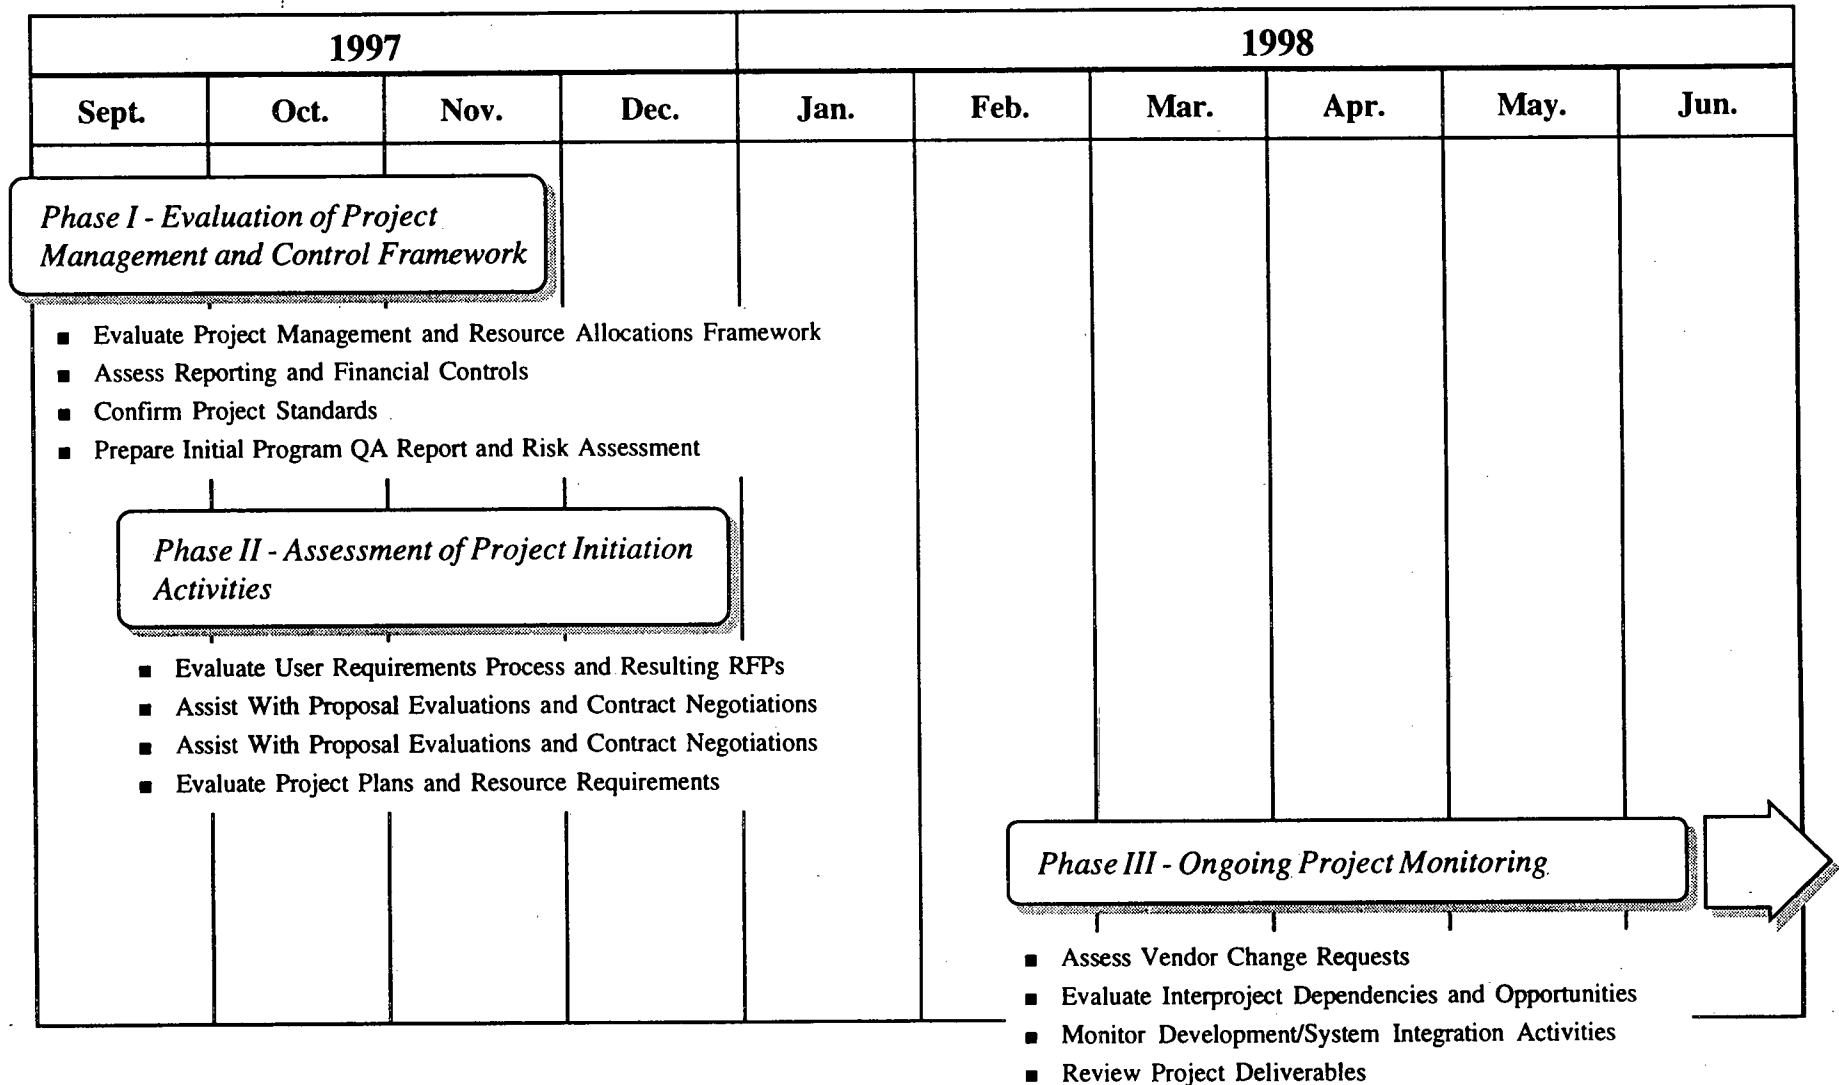 1997 1998
Sept. Oct. Nov. Dec. Jan. Feb. Mar. Apr. May. Jun.
Phase I - Evaluation of Project
Management and Control Framework
■ Evaluate Project Management and Resource Allocations Framework
■ Assess Reporting and Financial Controls
■ Confirm Project Standards
■ Prepare Initial Program QA Report and Risk Assessment
Phase II - Assessment of Project Initiation
Activities
■ Evaluate User Requirements Process and Resulting RFPs
■ Assist With Proposal Evaluations and Contract Negotiations
■ Assist With Proposal Evaluations and Contract Negotiations
■ Evaluate Project Plans and Resource Requirements
Phase III - Ongoing Project Monitoring
■ Assess Vendor Change Requests
■ Evaluate Interproject Dependencies and Opportunities
■ Monitor Development/System Integration Activities
■ Review Project Deliverables